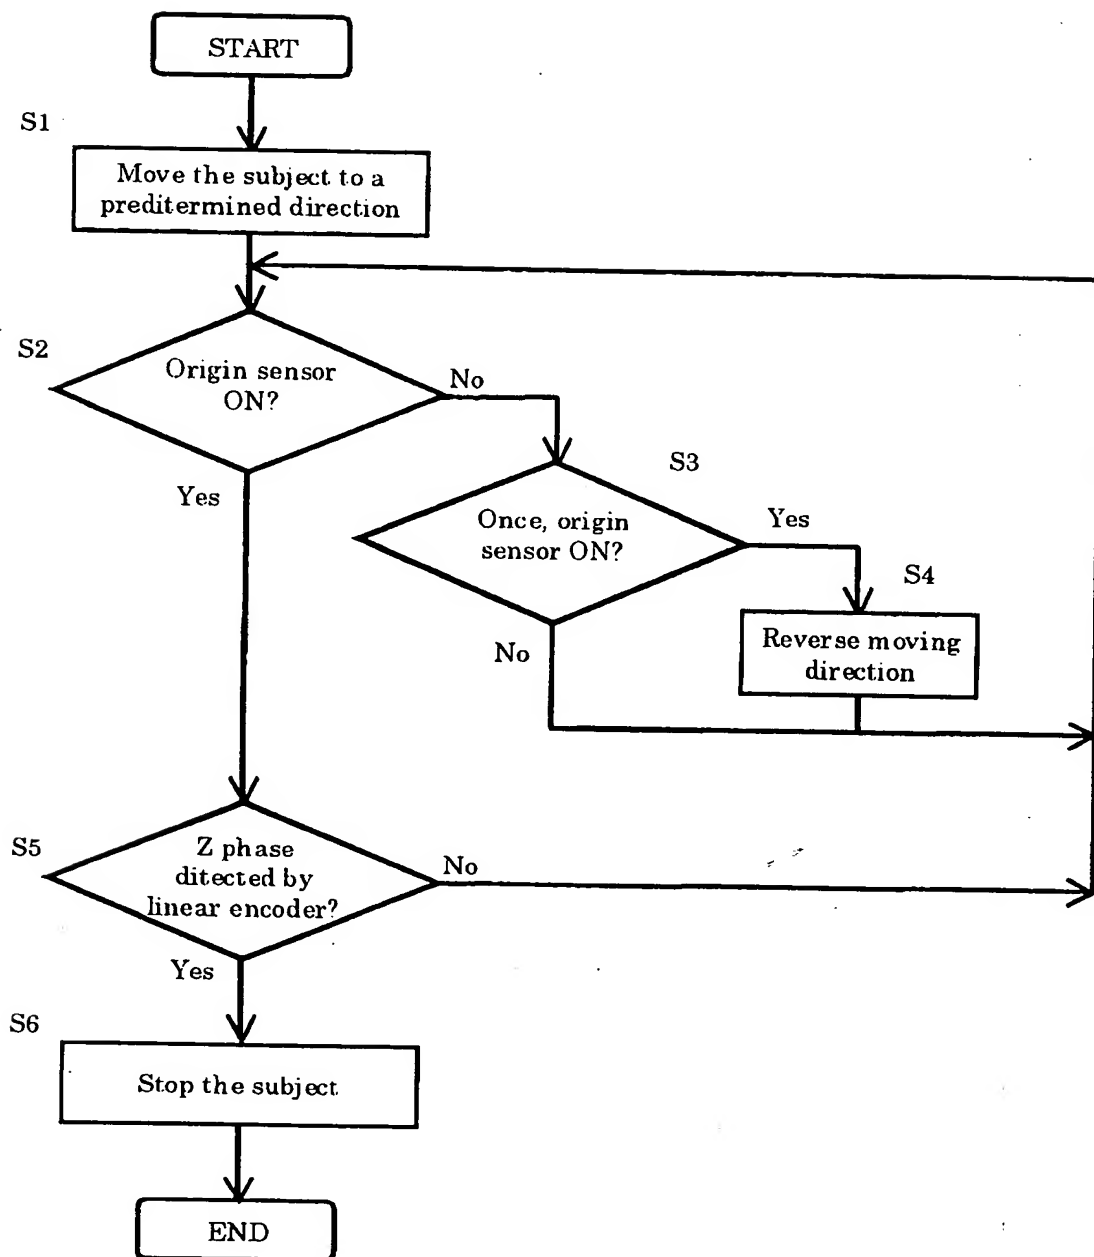 START
S1
Move the subject to a
preditermined direction
S2
Origin sensor
ON?
No
Yes
S3
Once, origin
sensor ON?
Yes
No
S4
Reverse moving
direction
S5
Z phase
ditected by
linear encoder?
No
Yes
S6
Stop the subject
END